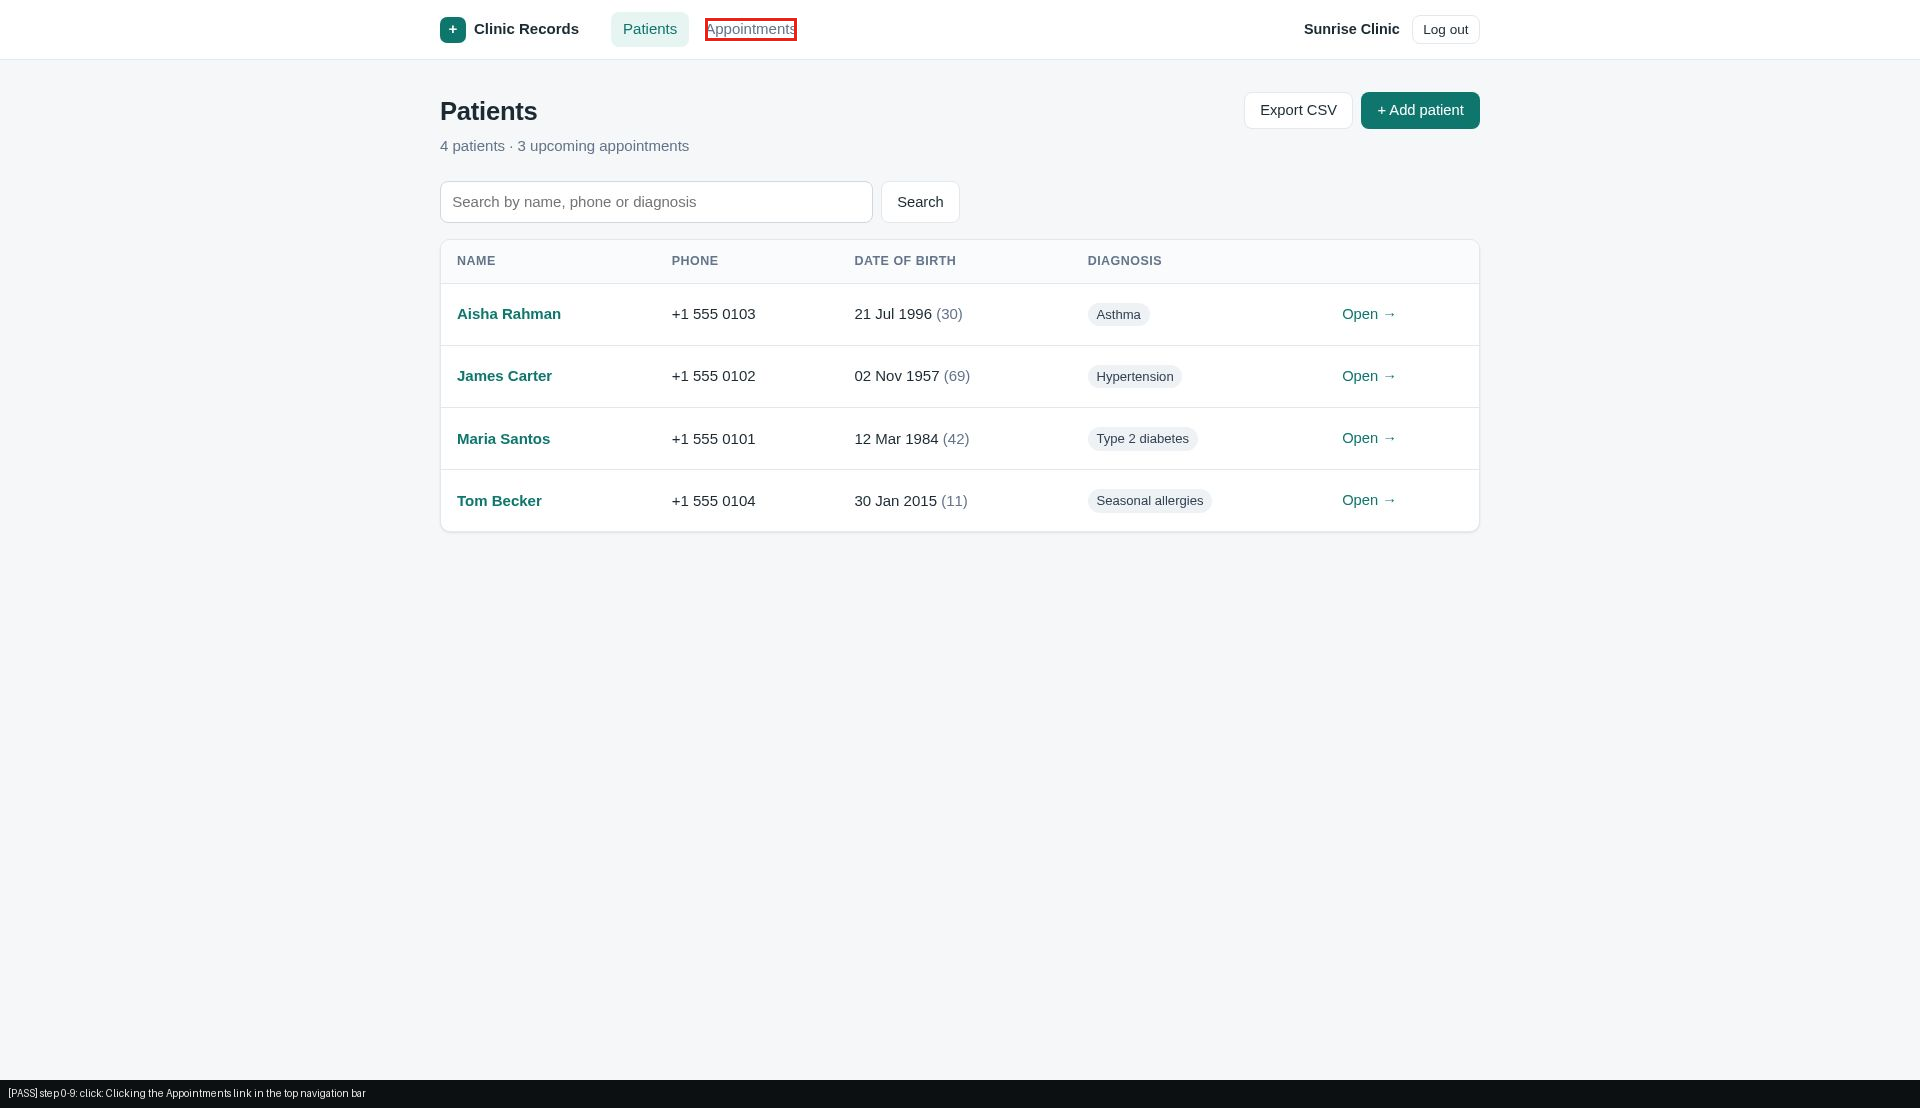 + Clinic Records Patients Appointments Sunrise Clinic Log out
Patients Export CSV + Add patient
4 patients · 3 upcoming appointments
Search by name, phone or diagnosis Search
NAME PHONE DATE OF BIRTH DIAGNOSIS
Aisha Rahman +1 555 0103 21 Jul 1996 (30) Asthma Open →
James Carter +1 555 0102 02 Nov 1957 (69) Hypertension Open →
Maria Santos +1 555 0101 12 Mar 1984 (42) Type 2 diabetes Open →
Tom Becker +1 555 0104 30 Jan 2015 (11) Seasonal allergies Open →
[PASS] step 0-9: click: Clicking the Appointments link in the top navigation bar